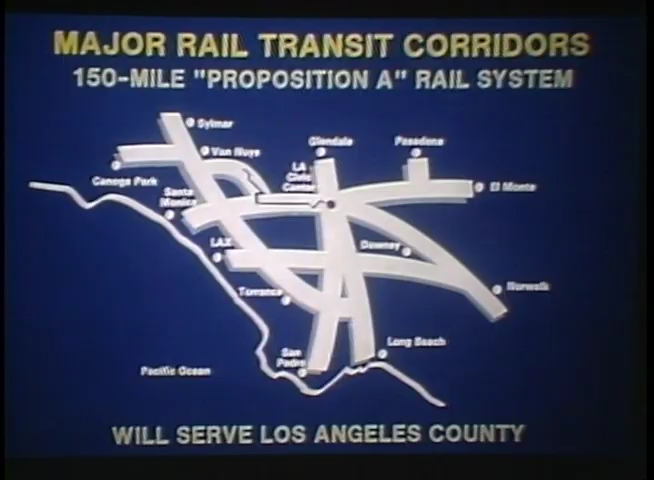 MAJOR RAIL TRANSIT CORRIDORS
150-MILE "PROPOSITION A" RAIL SYSTEM
Sylmar
Glendale
Pasadena
Van Nuys
LA
Civic
Center
Canoga Park
Santa
Monica
El Monte
LAX
Downey
Torrance
Norwalk
Long Beach
San
Pedro
Pacific Ocean
WILL SERVE LOS ANGELES COUNTY